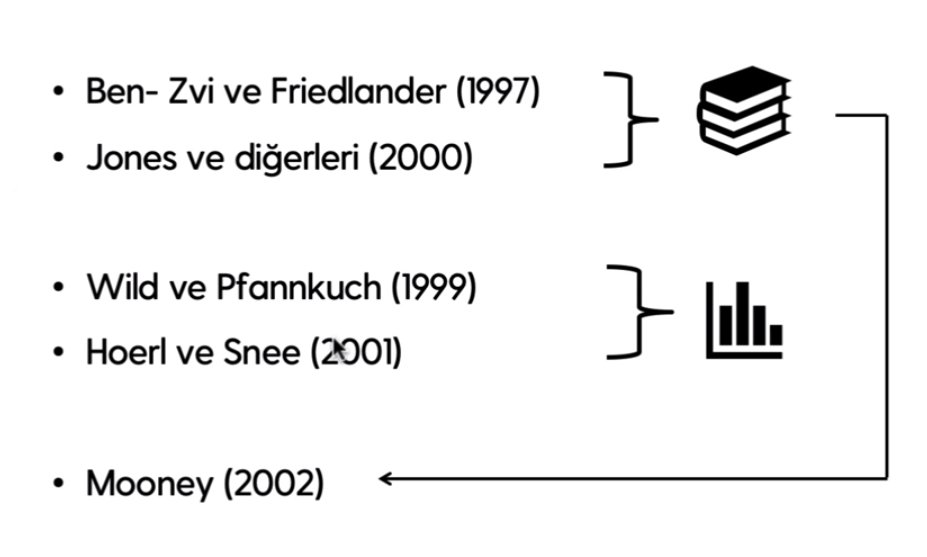 • Ben- Zvi ve Friedlander (1997)
• Jones ve diğerleri (2000)
• Wild ve Pfannkuch (1999)
• Hoerl ve Snee (2001)
• Mooney (2002)